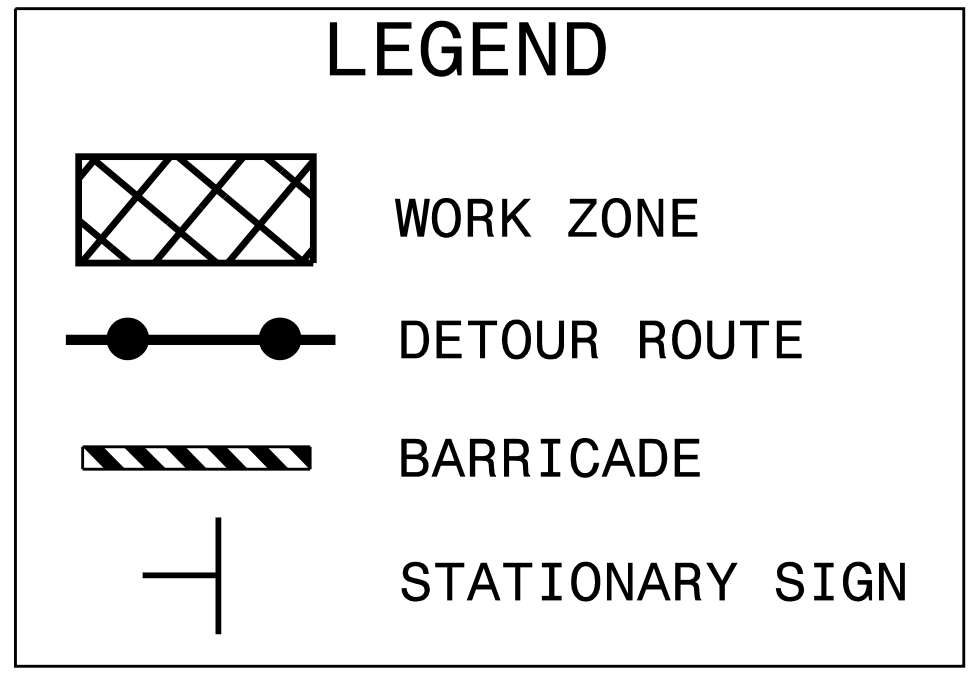 LEGEND
WORK ZONE
DETOUR ROUTE
BARRICADE
STATIONARY SIGN